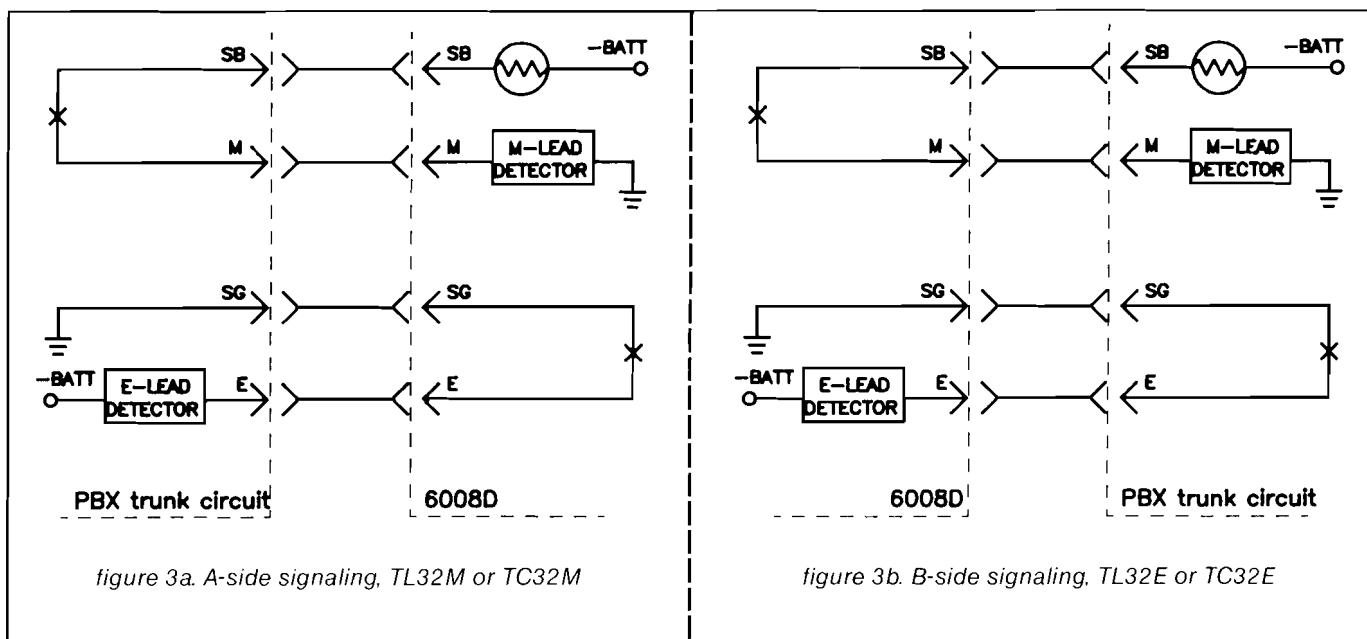 SB SB -BATT
M M M-LEAD
DETECTOR
SG SG
-BATT E-LEAD
DETECTOR E E
PBX trunk circuit 6008D
figure 3a. A-side signaling, TL32M or TC32M
SB SB -BATT
M M M-LEAD
DETECTOR
SG SG
-BATT E-LEAD
DETECTOR E E
6008D PBX trunk circuit
figure 3b. B-side signaling, TL32E or TC32E